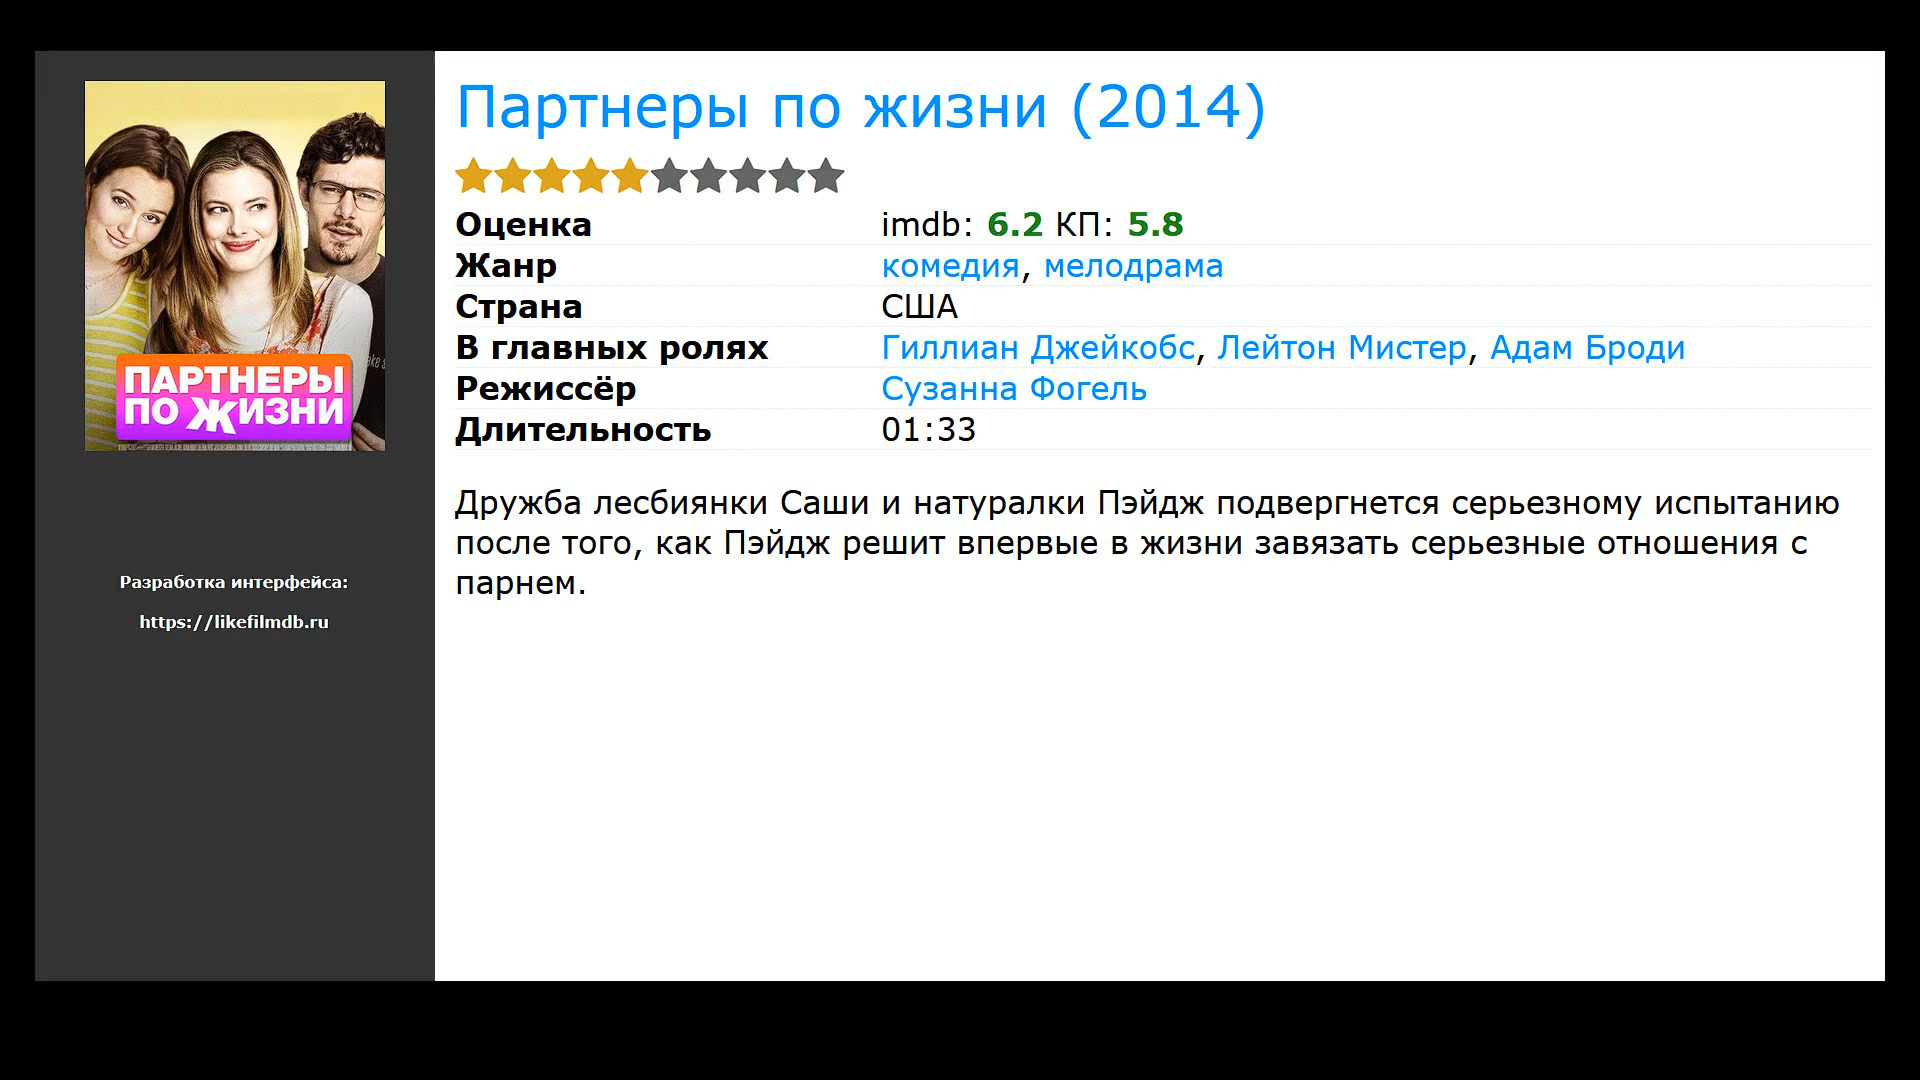 Партнеры по жизни (2014)
Оценка imdb: 6.2 КП: 5.8
Жанр комедия, мелодрама
Страна США
В главных ролях Гиллиан Джейкобс, Лейтон Мистер, Адам Броди
Режиссёр Сузанна Фогель
Длительность 01:33
Дружба лесбиянки Саши и натуралки Пэйдж подвергнется серьезному испытанию
после того, как Пэйдж решит впервые в жизни завязать серьезные отношения с
парнем.
ПАРТНЕРЫ
ПО ЖИЗНИ
Разработка интерфейса:
https://likefilmdb.ru